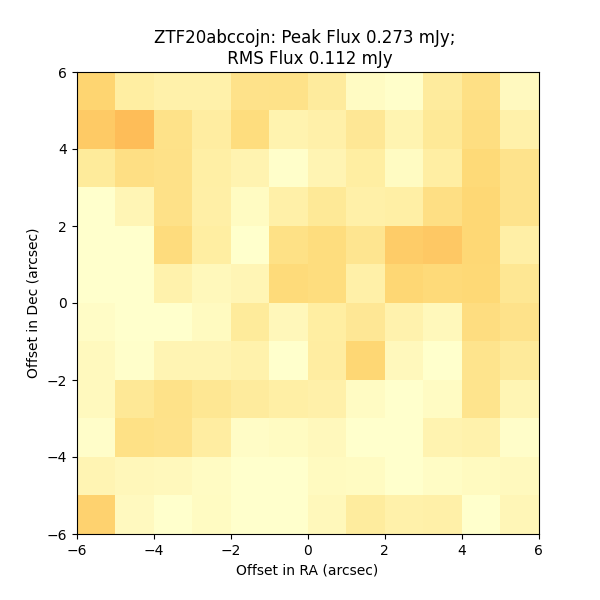 ZTF20abccojn: Peak Flux 0.273 mJy;
RMS Flux 0.112 mJy
6
4
2
0
−2
−4
−6
Offset in Dec (arcsec)
−6 −4 −2 0 2 4 6
Offset in RA (arcsec)